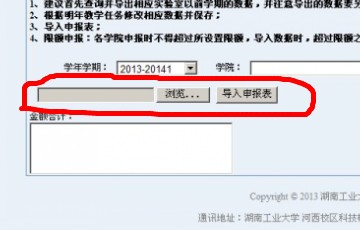 1、建议首先查询并导出相应实验室以前学期的数据，并注意导出的数据要另
2、根据明年教学任务修改相应数据并保存；
3、导入申报表；
4、限额申报：各学院申报时不得超过所设置限额，导入数据时，超过限额之
学年学期： 2013-20141 学院：
浏览... 导入申报表
金额合计：
Copyright © 2013 湖南工业大
通讯地址：湖南工业大学 河西校区科技楼